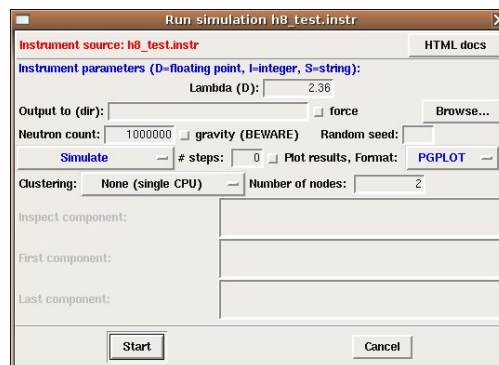 Run simulation h8_test.instr
Instrument source: h8_test.instr HTML docs
Instrument parameters (D=floating point, I=integer, S=string):
Lambda (D): 2.36
Output to (dir): force Browse...
Neutron count: 1000000 gravity (BEWARE) Random seed:
Simulate # steps: 0 Plot results, Format: PGPLOT
Clustering: None (single CPU) Number of nodes: 2
Inspect component:
First component:
Last component:
Start Cancel